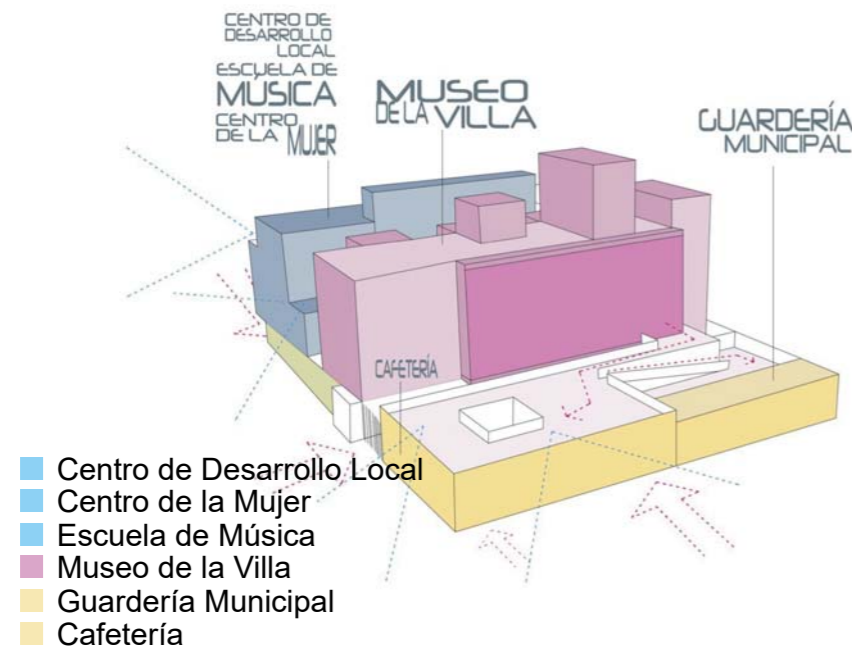 CENTRO DE
DESARROLLO
LOCAL
ESCUELA DE
MÚSICA
CENTRO
DE LA MUJER
MUSEO
DE LA VILLA
GUARDERÍA
MUNICIPAL
CAFETERÍA
Centro de Desarrollo Local
Centro de la Mujer
Escuela de Música
Museo de la Villa
Guardería Municipal
Cafetería